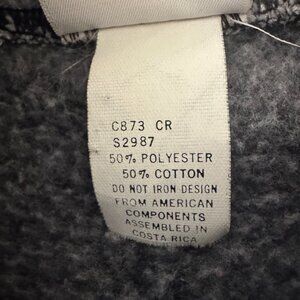 C873 CR
S2987
50% POLYESTER
50% COTTON
DO NOT IRON DESIGN
FROM AMERICAN
COMPONENTS
ASSEMBLED IN
COSTA RICA